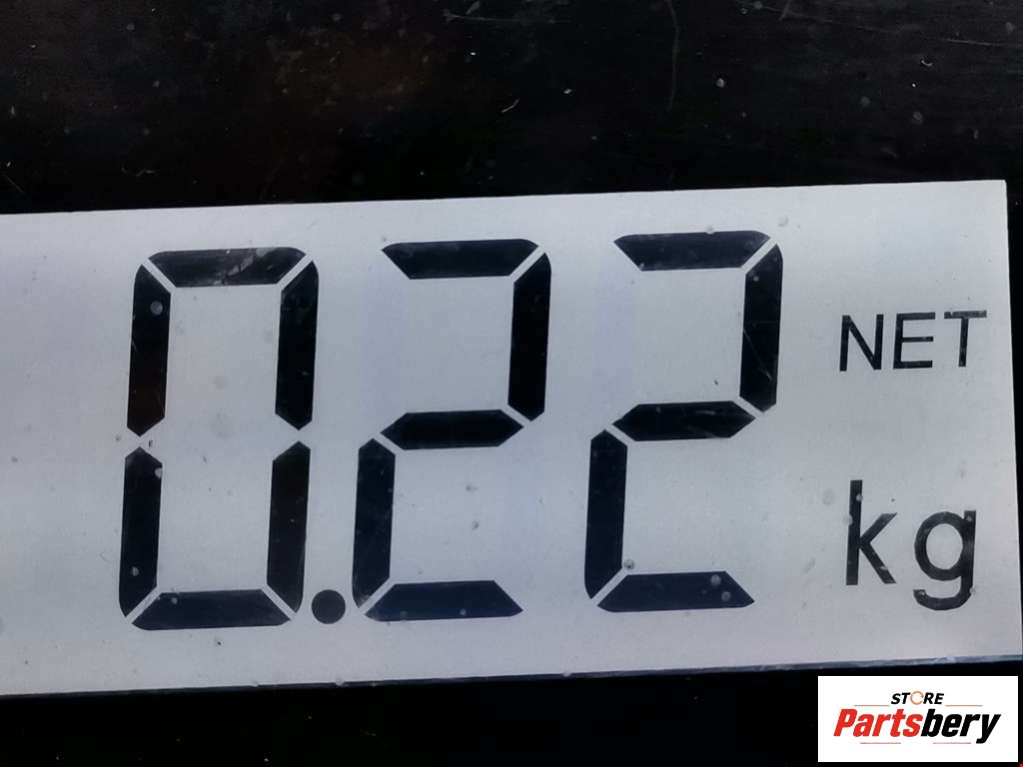 0.22
NET
kg
STORE
Partsbery